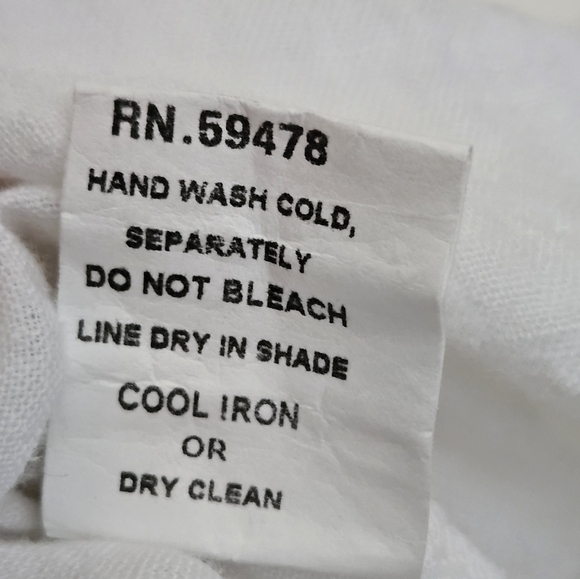 RN.59478
HAND WASH COLD,
SEPARATELY
DO NOT BLEACH
LINE DRY IN SHADE
COOL IRON
OR
DRY CLEAN